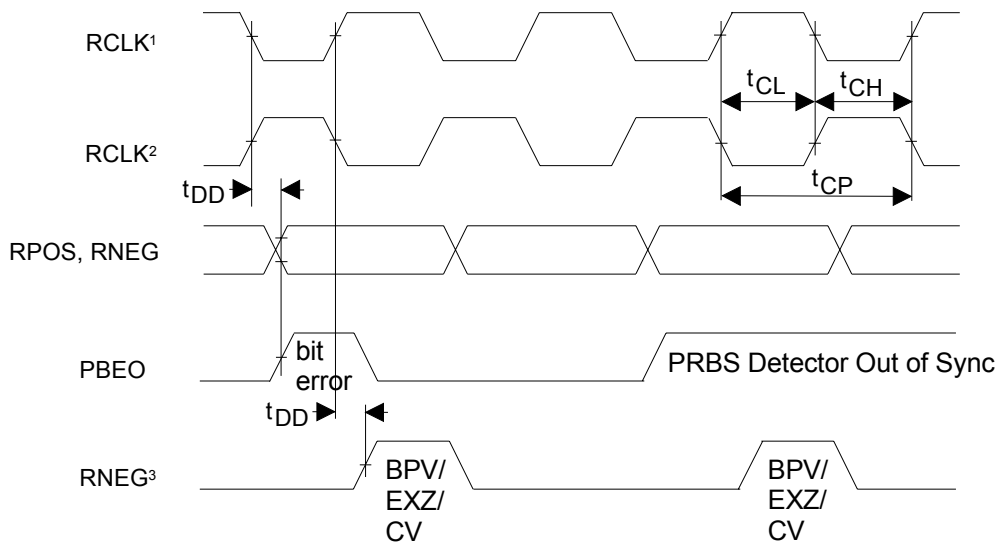 RCLK¹
tCL tCH
RCLK²
tDD
tCP
RPOS, RNEG
PBEO
bit
error
PRBS Detector Out of Sync
tDD
RNEG³
BPV/
EXZ/
CV
BPV/
EXZ/
CV